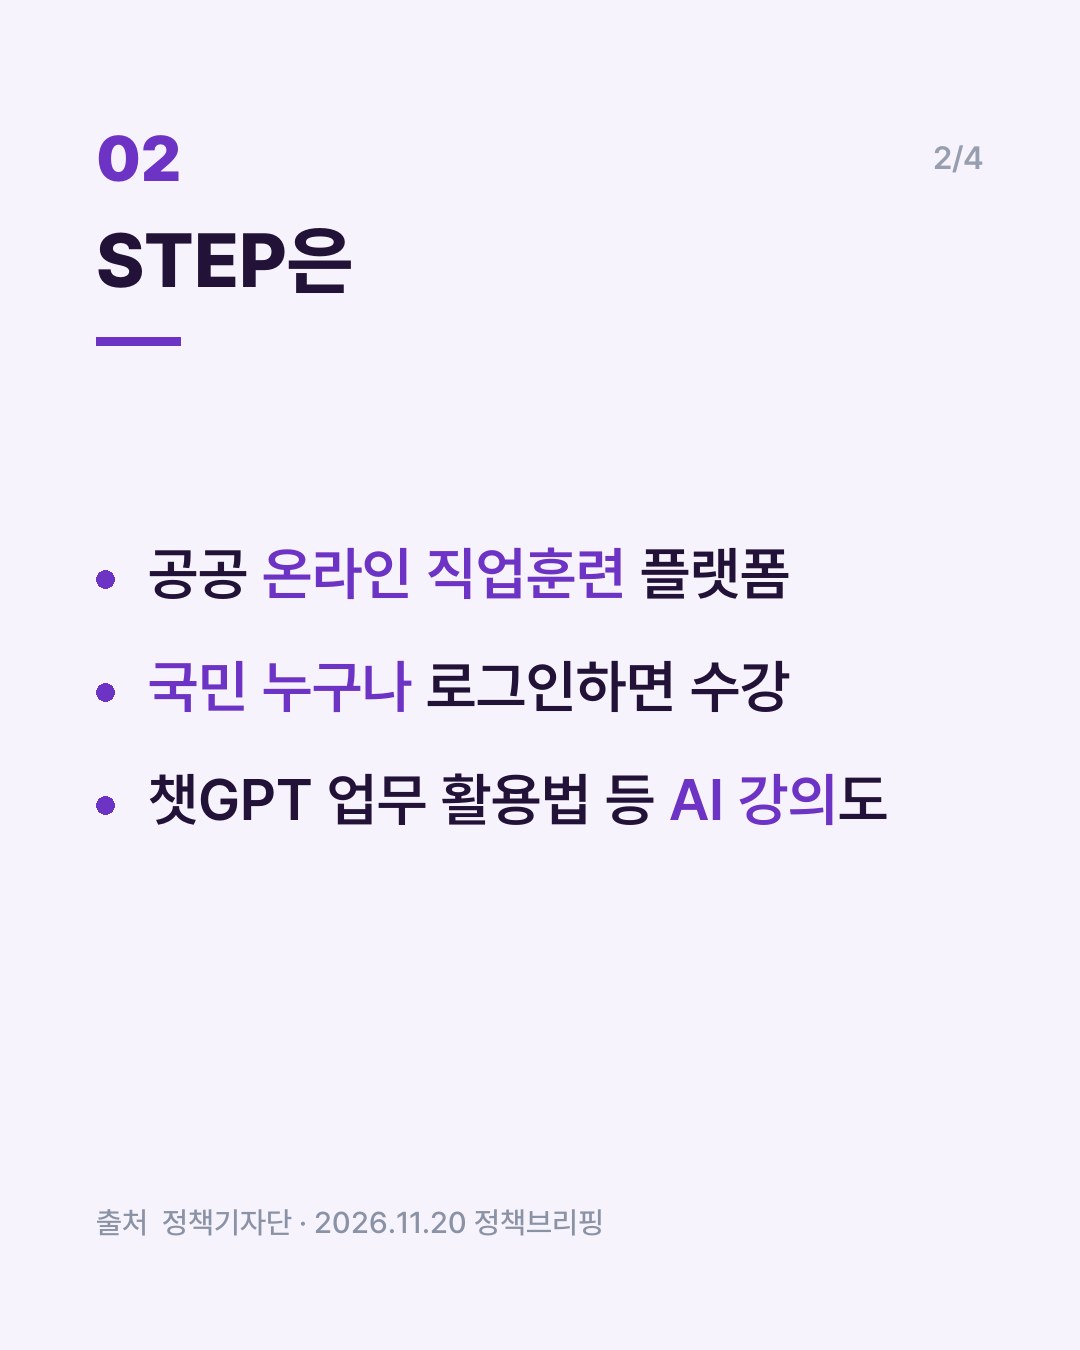 02
2/4
STEP은
• 공공 온라인 직업훈련 플랫폼
• 국민 누구나 로그인하면 수강
• 챗GPT 업무 활용법 등 AI 강의도
출처 정책기자단 · 2026.11.20 정책브리핑